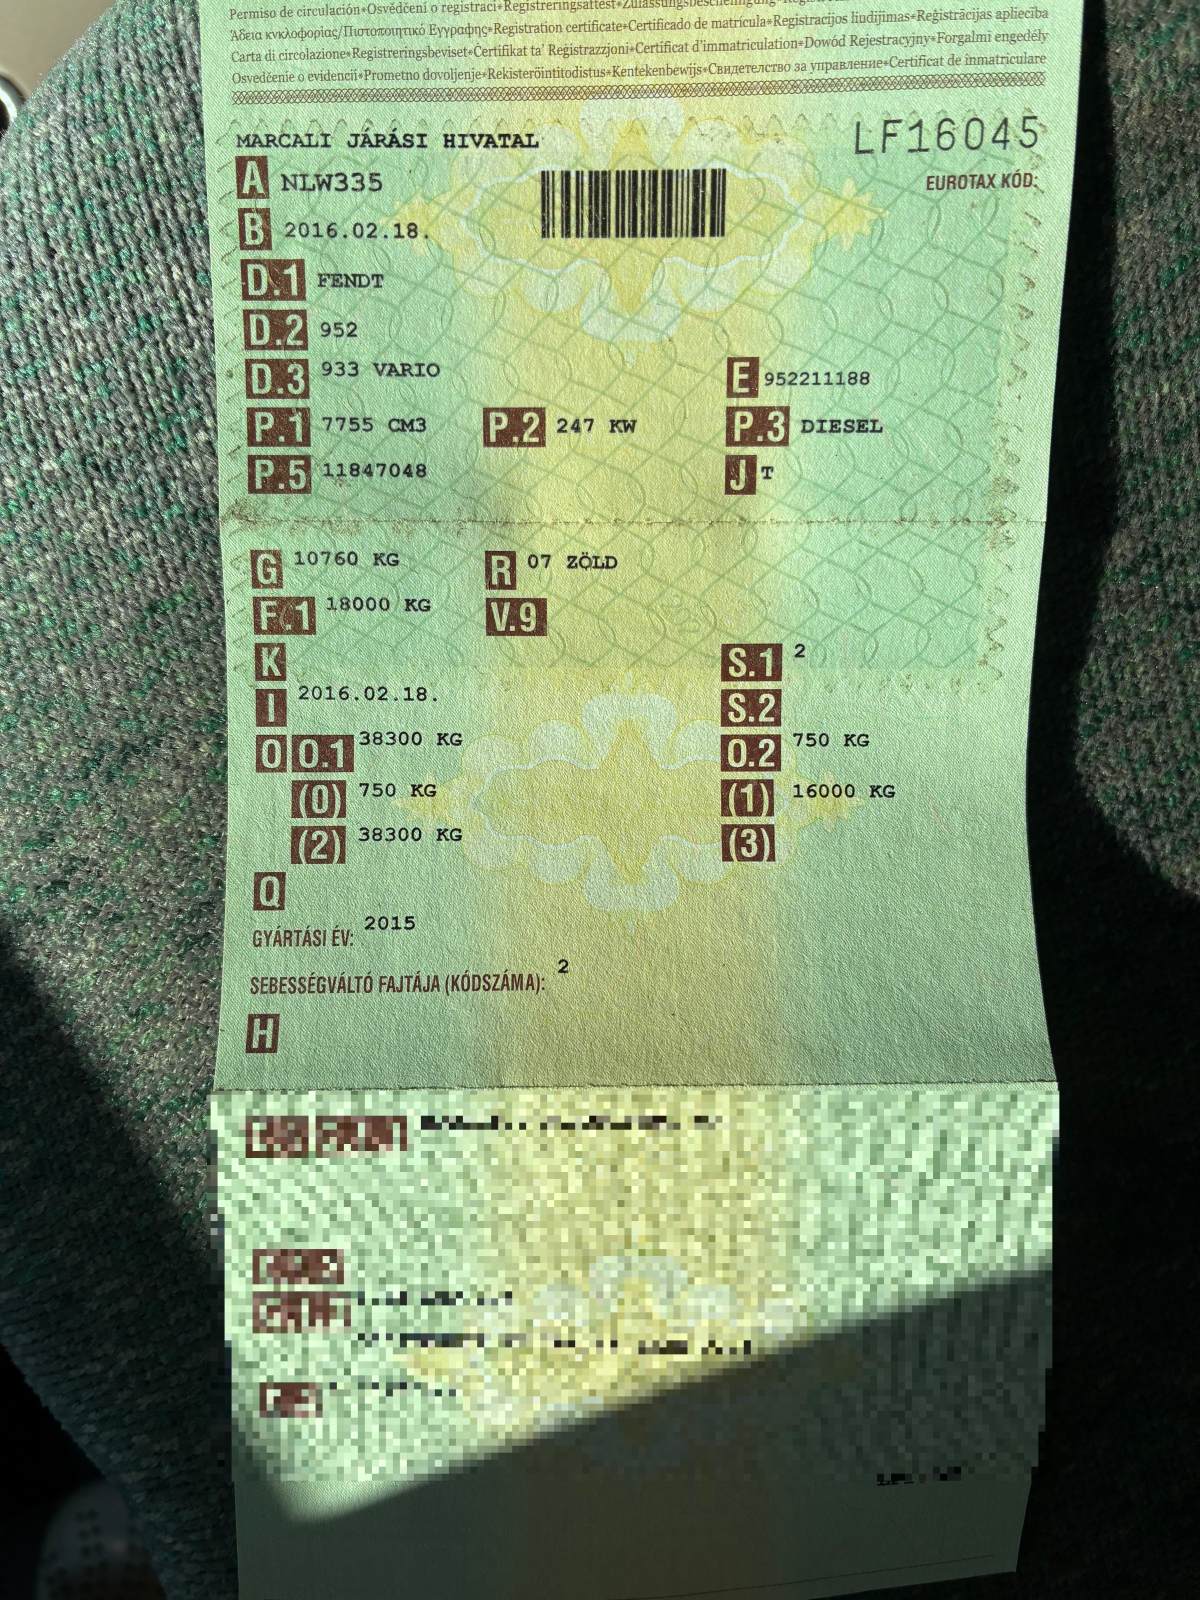 Permiso de circulación•Osvědčení o registraci•Registreringsattest•Zulassungsbescheinigung•
Άδεια κυκλοφορίας/Πιστοποιητικό Εγγραφης•Registration certificate•Certificado de matrícula•Registracijos liudijimas•Reģistrācijas apliecība
Carta di circolazione•Registreringsbeviset•Ċertifikat ta' Reġistrazzjoni•Certificat d'immatriculation•Dowód Rejestracyjny•Forgalmi engedély
Osvedčenie o evidencii•Prometno dovoljenje•Rekisteröintitodistus•Kentekenbewijs•Свидетелство за управление•Certificat de înmatriculare
MARCALI JÁRÁSI HIVATAL LF16045
A NLW335 EUROTAX KÓD:
B 2016.02.18.
D.1 FENDT
D.2 952
D.3 933 VARIO E 952211188
P.1 7755 CM3 P.2 247 KW P.3 DIESEL
P.5 11847048 J T
G 10760 KG R 07 ZÖLD
F.1 18000 KG V.9
K S.1 2
I 2016.02.18. S.2
O O.1 38300 KG O.2 750 KG
(0) 750 KG (1) 16000 KG
(2) 38300 KG (3)
Q
GYÁRTÁSI ÉV: 2015
SEBESSÉGVÁLTÓ FAJTÁJA (KÓDSZÁMA): 2
H